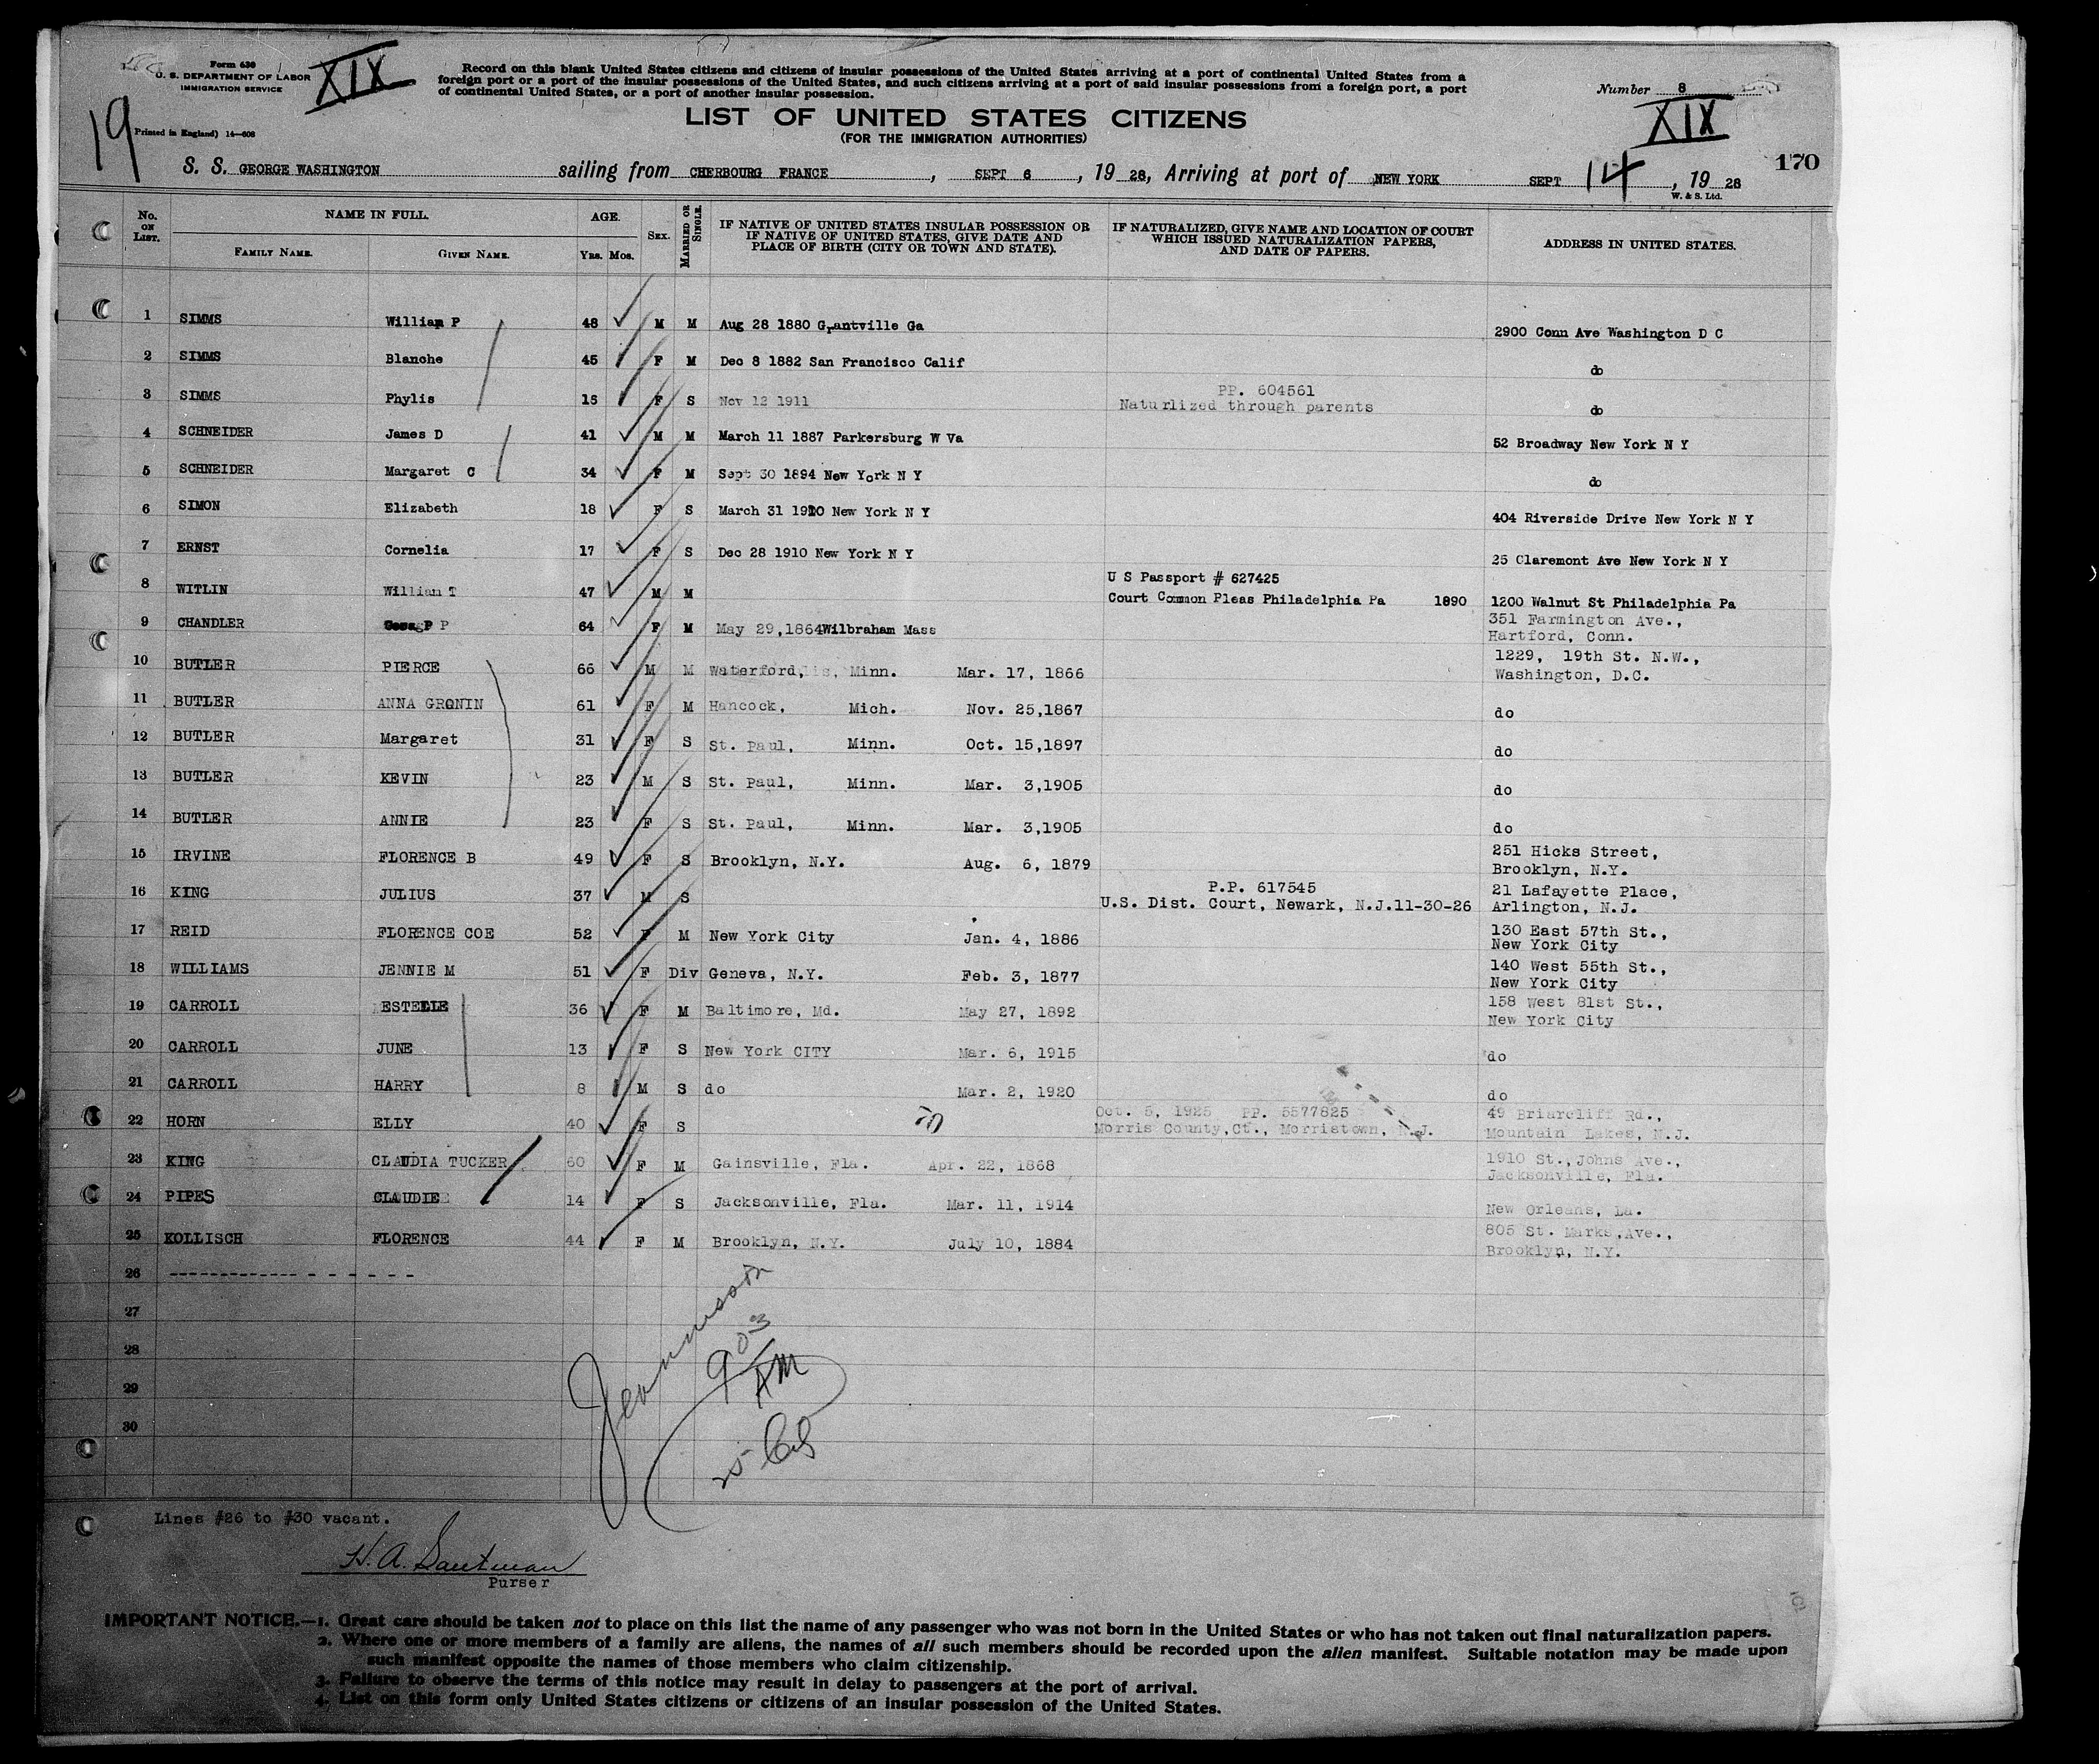 Form 630
U. S. DEPARTMENT OF LABOR
IMMIGRATION SERVICE
XIX
19
Printed in England) 14—608
Record on this blank United States citizens and citizens of insular possessions of the United States arriving at a port of continental United States from a
foreign port or a port of the insular possessions of the United States, and such citizens arriving at a port of said insular possessions from a foreign port, a port
of continental United States, or a port of another insular possession.
Number 8
XIX
LIST OF UNITED STATES CITIZENS
(FOR THE IMMIGRATION AUTHORITIES)
170
S. S. GEORGE WASHINGTON sailing from CHERBOURG FRANCE, SEPT 6, 19 28, Arriving at port of NEW YORK SEPT 14, 19 28
W. & S. Ltd.
No. ON LIST. NAME IN FULL. AGE. SEX. MARRIED OR SINGLE. IF NATIVE OF UNITED STATES INSULAR POSSESSION OR IF NATIVE OF UNITED STATES, GIVE DATE AND PLACE OF BIRTH (CITY OR TOWN AND STATE). IF NATURALIZED, GIVE NAME AND LOCATION OF COURT WHICH ISSUED NATURALIZATION PAPERS, AND DATE OF PAPERS. ADDRESS IN UNITED STATES.
FAMILY NAME. GIVEN NAME. Yrs. Mos.
1 SIMMS William P 48 M M Aug 28 1880 Grantville Ga 2900 Conn Ave Washington D C
2 SIMMS Blanche 45 F M Dec 8 1882 San Francisco Calif do
3 SIMMS Phylis 16 F S Nov 12 1911 PP. 604561 Naturlized through parents do
4 SCHNEIDER James D 41 M M March 11 1887 Parkersburg W Va 52 Broadway New York N Y
5 SCHNEIDER Margaret C 34 F M Sept 30 1894 New York N Y do
6 SIMON Elizabeth 18 F S March 31 1910 New York N Y 404 Riverside Drive New York N Y
7 ERNST Cornelia 17 F S Dec 28 1910 New York N Y 25 Claremont Ave New York N Y
8 WITLIN William T 47 M M U S Passport # 627425 Court Common Pleas Philadelphia Pa 1890 1200 Walnut St Philadelphia Pa
9 CHANDLER P 64 F M May 29,1864 Wilbraham Mass 351 Farmington Ave., Hartford, Conn.
10 BUTLER PIERCE 66 M M Waterford, Minn. Mar. 17, 1866 1229, 19th St. N.W., Washington, D.C.
11 BUTLER ANNA GRONIN 61 F M Hancock, Mich. Nov. 25,1867 do
12 BUTLER Margaret 31 F S St. Paul, Minn. Oct. 15,1897 do
13 BUTLER KEVIN 23 M S St. Paul, Minn. Mar. 3,1905 do
14 BUTLER ANNIE 23 F S St. Paul, Minn. Mar. 3,1905 do
15 IRVINE FLORENCE B 49 F S Brooklyn, N.Y. Aug. 6, 1879 251 Hicks Street, Brooklyn, N.Y.
16 KING JULIUS 37 M S P.P. 617545 U.S. Dist. Court, Newark, N.J.11-30-26 21 Lafayette Place, Arlington, N.J.
17 REID FLORENCE COE 52 F M New York City Jan. 4, 1886 130 East 57th St., New York City
18 WILLIAMS JENNIE M 51 F Div Geneva, N.Y. Feb. 3, 1877 140 West 55th St., New York City
19 CARROLL ESTELLE 36 F M Baltimore, Md. May 27, 1892 158 West 81st St., New York City
20 CARROLL JUNE 13 F S New York CITY Mar. 6, 1915 do
21 CARROLL HARRY 8 M S do Mar. 2, 1920 do
22 HORN ELLY 40 F S Oct. 5, 1925 PP. 5577825 Morris County,Ct., Morristown, N.J. 49 Briarcliff Rd., Mountain Lakes, N.J.
23 KING CLAUDIA TUCKER 60 F M Gainsville, Fla. Apr. 22, 1868 1910 St., Johns Ave., Jacksonville, Fla.
24 PIPES CLAUDIE 14 F S Jacksonville, Fla. Mar. 11, 1914 New Orleans, La.
25 KOLLISCH FLORENCE 44 F M Brooklyn, N.Y. July 10, 1884 805 St. Marks,Ave., Brooklyn, N.Y.
26 ------------- - - - - - -
27
28
29
30
9 03 AM
Lines #26 to #30 vacant.
H. A.
Purser
IMPORTANT NOTICE.—1. Great care should be taken not to place on this list the name of any passenger who was not born in the United States or who has not taken out final naturalization papers.
2. Where one or more members of a family are aliens, the names of all such members should be recorded upon the alien manifest. Suitable notation may be made upon
such manifest opposite the names of those members who claim citizenship.
3. Failure to observe the terms of this notice may result in delay to passengers at the port of arrival.
4. List on this form only United States citizens or citizens of an insular possession of the United States.